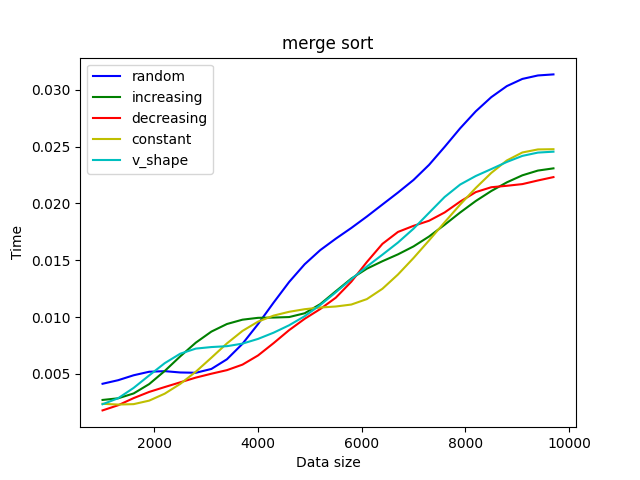 merge sort
random
increasing
decreasing
constant
v_shape
0.030
0.025
0.020
0.015
0.010
0.005
Time
2000
4000
6000
8000
10000
Data size